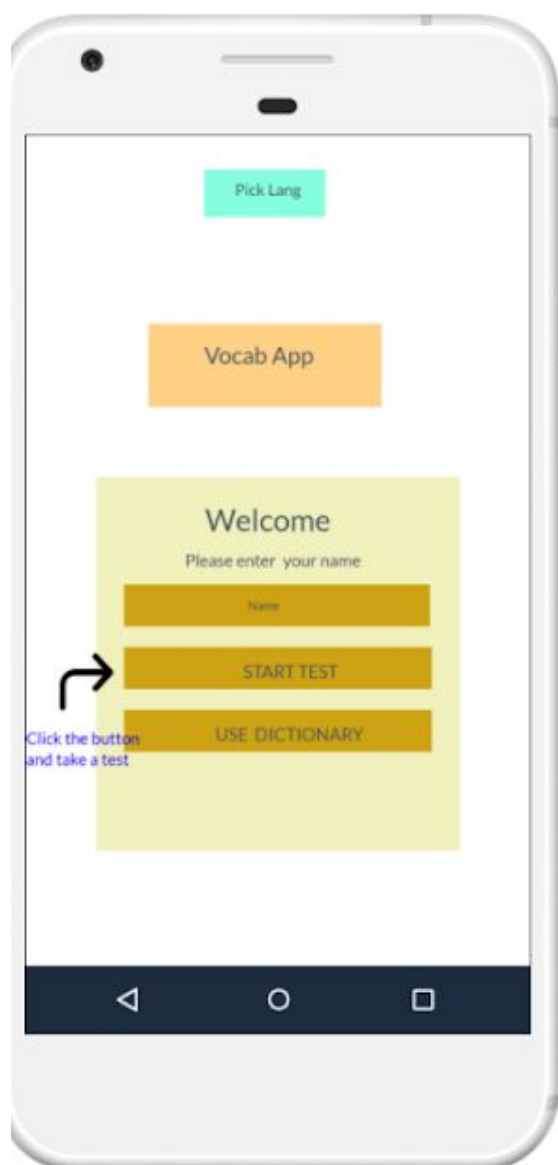 Pick Lang
Vocab App
Welcome
Please enter your name
Name
START TEST
USE DICTIONARY
Click the button
and take a test